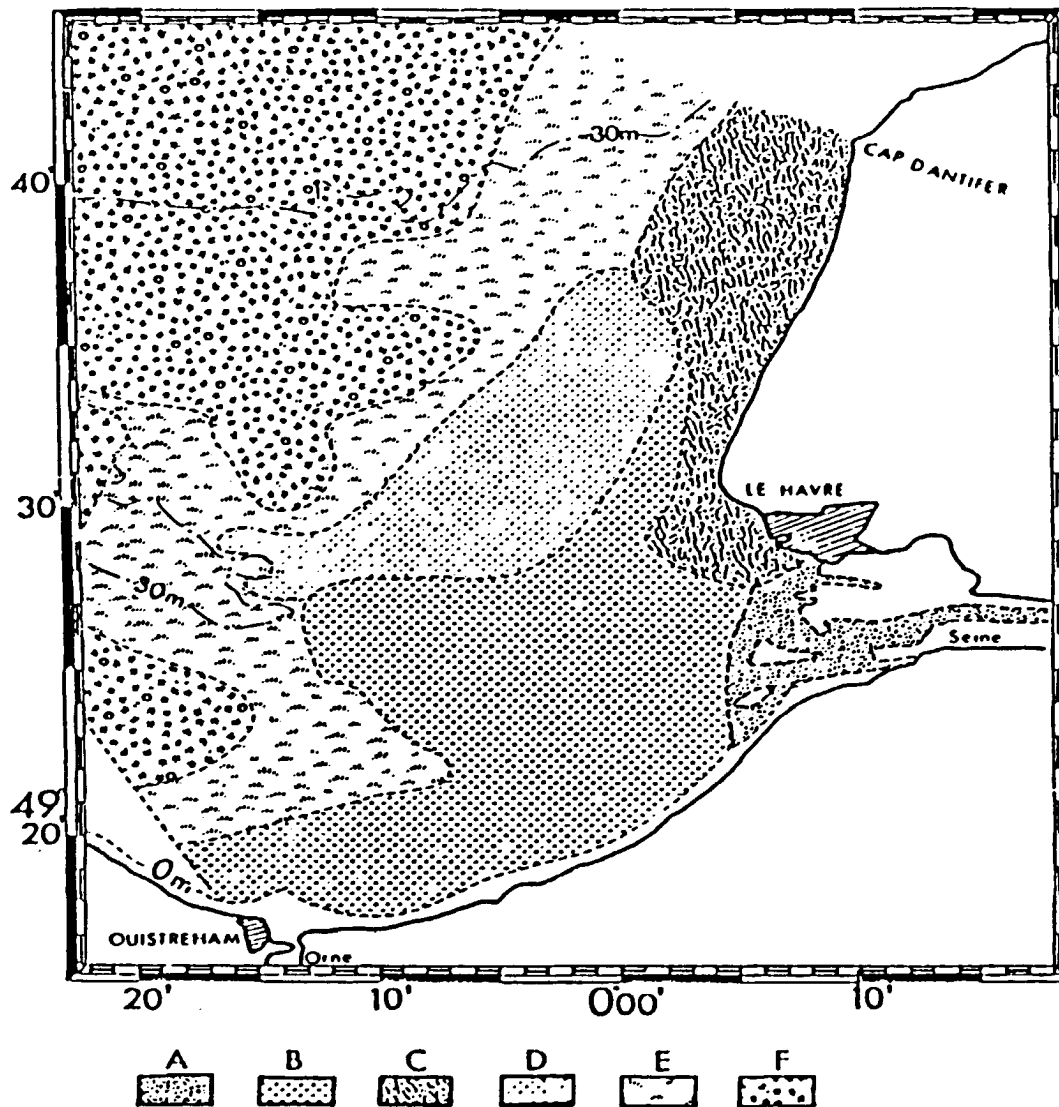 30m
40'
CAP D'ANTIFER
LE HAVRE
30'
30m
Seine
49°
20'
0m
OUISTREHAM
Orne
20' 10' 0°00' 10'
A B C D E F